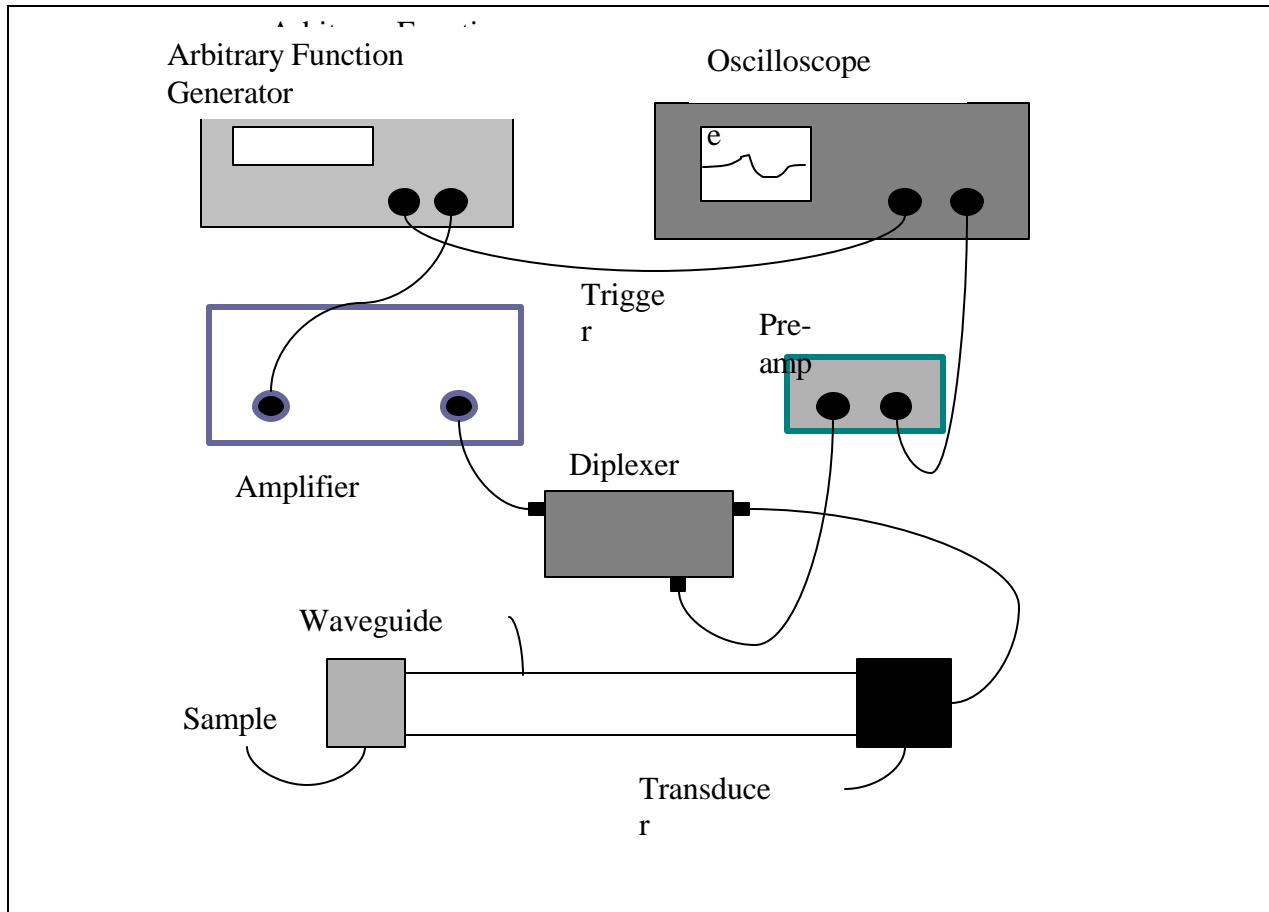 Arbitrary Function
Generator
Oscilloscope
e
Trigge
r
Pre-
amp
Diplexer
Amplifier
Waveguide
Sample
Transduce
r